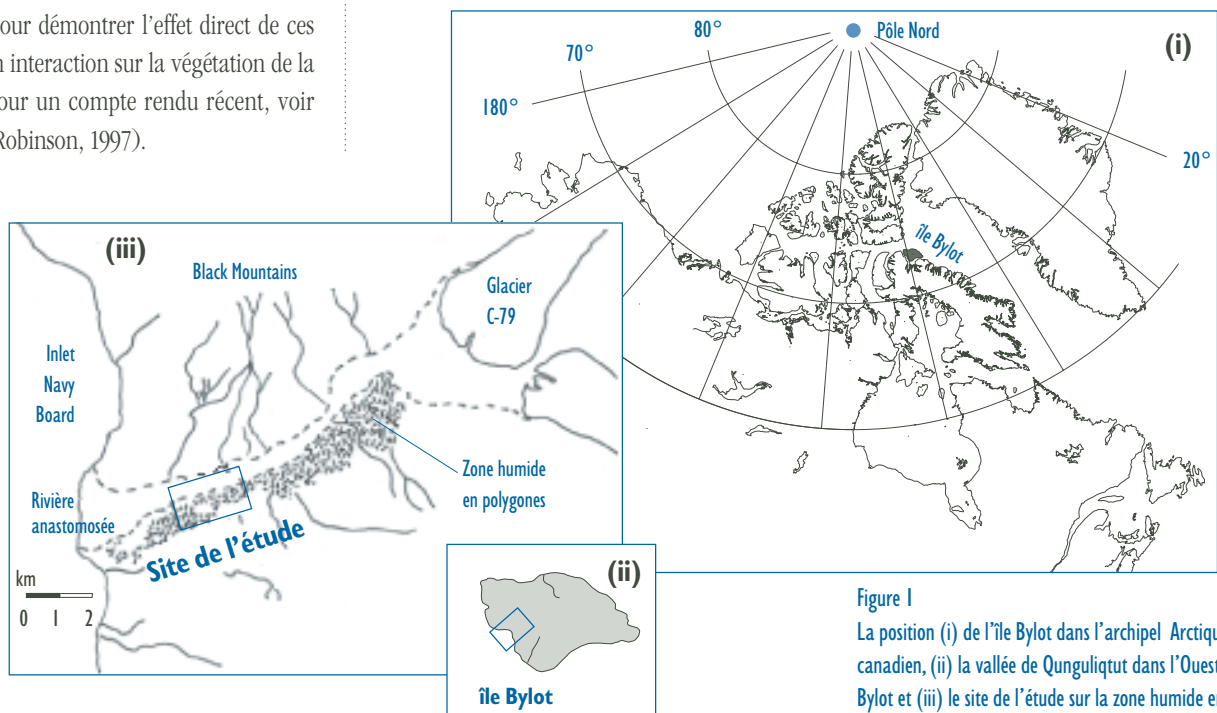 our démontrer l'effet direct de ces
n interaction sur la végétation de la
our un compte rendu récent, voir
Robinson, 1997).
(i)
Pôle Nord
80°
70°
180°
20°
île Bylot
(iii)
Black Mountains
Glacier
C-79
Inlet
Navy
Board
Zone humide
en polygones
Rivière
anastomosée
Site de l'étude
km
0 1 2
(ii)
île Bylot
Figure 1
La position (i) de l'île Bylot dans l'archipel Arctiqu
canadien, (ii) la vallée de Qunguliqtut dans l'Ouest
Bylot et (iii) le site de l'étude sur la zone humide e